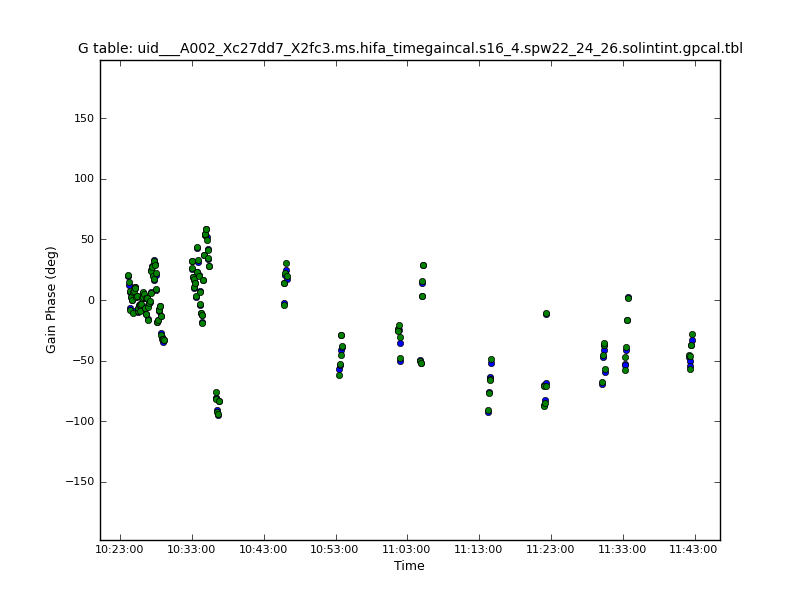 G table: uid___A002_Xc27dd7_X2fc3.ms.hifa_timegaincal.s16_4.spw22_24_26.solintint.gpcal.tbl
150
100
50
0
−50
−100
−150
Gain Phase (deg)
10:23:00 10:33:00 10:43:00 10:53:00 11:03:00 11:13:00 11:23:00 11:33:00 11:43:00
Time